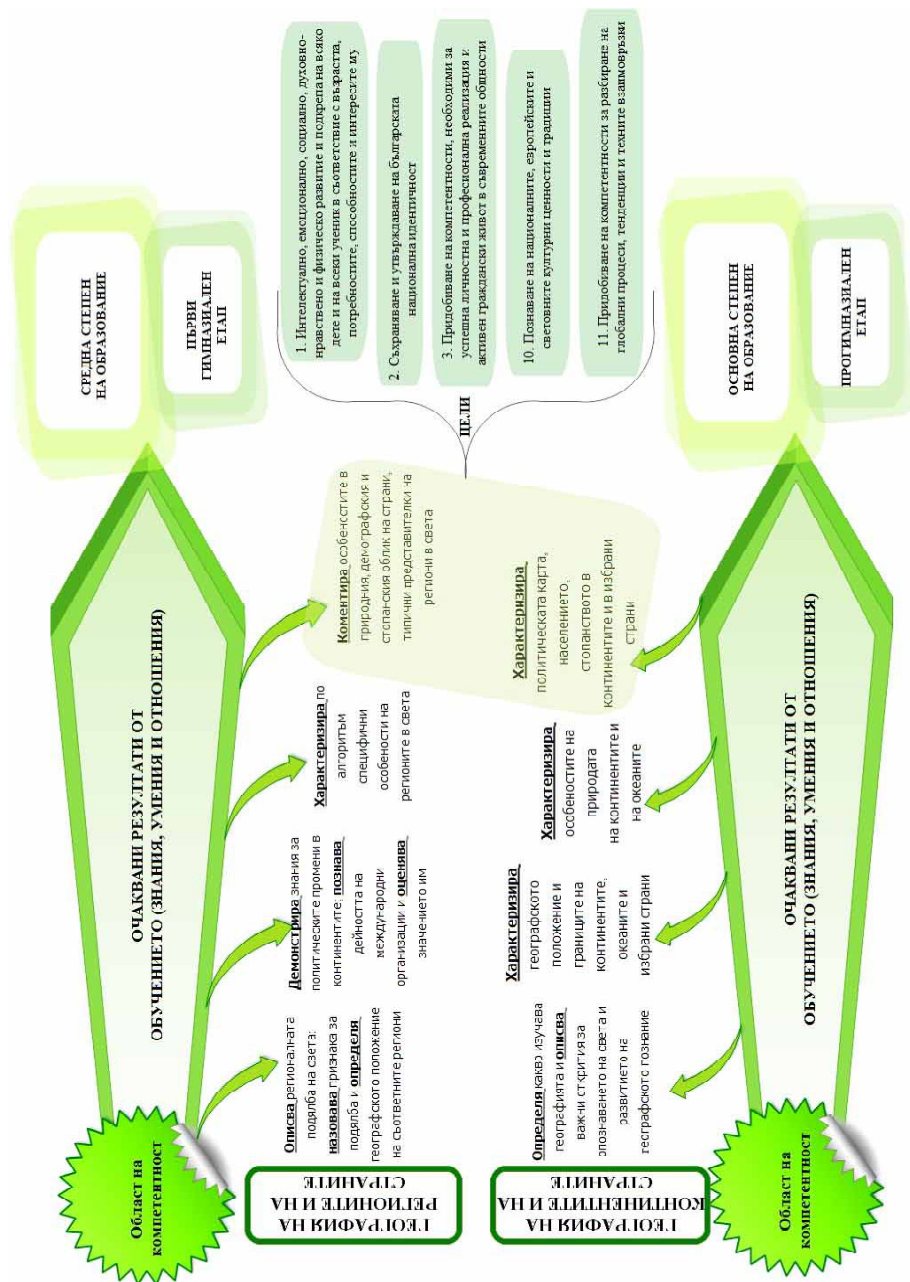 СРЕДНА СТЕПЕН
НА ОБРАЗОВАНИЕ
ПЪРВИ
ГИМНАЗИАЛЕН
ЕТАП
ОЧАКВАНИ РЕЗУЛТАТИ ОТ
ОБУЧЕНИЕТО (ЗНАНИЯ, УМЕНИЯ И ОТНОШЕНИЯ)
Област на
компетентност
ГЕОГРАФИЯ НА
РЕГИОНИТЕ И НА
СТРАНИТЕ
Описва регионалната
подялба на света;
назовава признака за
подялба и определя
географското положение
на съответните региони
Демонстрира знания за
политическите промени в
континентите; познава
дейността на
международни
организации и оценява
значението им
Характеризира по
алгоритъм
специфични
особености на
регионите в света
Коментира особеностите в
природния, демографския и
стопанския облик на страни,
типични представителки на
региони в света
ЦЕЛИ
1. Интелектуално, емоционално, социално, духовно-
нравствено и физическо развитие и подкрепа на всяко
дете и на всеки ученик в съответствие с възрастта,
потребностите, способностите и интересите му
2. Съхраняване и утвърждаване на българската
национална идентичност
3. Придобиване на компетентности, необходими за
успешна личностна и професионална реализация и
активен граждански живот в съвременните общности
10. Познаване на националните, европейските и
световните културни ценности и традиции
11. Придобиване на компетентности за разбиране на
глобални процеси, тенденции и техните взаимовръзки
ГЕОГРАФИЯ НА
КОНТИНЕНТИТЕ И НА
СТРАНИТЕ
Определя какво изучава
географията и описва
важни открития за
опознаването на света и
развитието на
географското познание
Характеризира
географското
положение и
границите на
континентите,
океаните и
избрани страни
Характеризира
особеностите на
природата
на континентите и
на океаните
Характеризира
политическата карта,
населението,
стопанството в
континентите и в избрани
страни
Област на
компетентност
ОЧАКВАНИ РЕЗУЛТАТИ ОТ
ОБУЧЕНИЕТО (ЗНАНИЯ, УМЕНИЯ И ОТНОШЕНИЯ)
ОСНОВНА СТЕПЕН
НА ОБРАЗОВАНИЕ
ПРОГИМНАЗИАЛЕН
ЕТАП